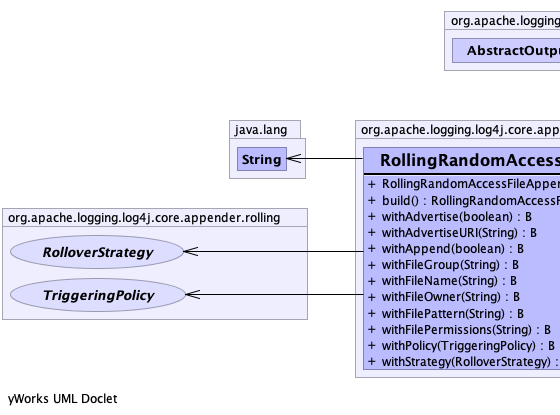 org.apache.logging
AbstractOutpu
java.lang
String
org.apache.logging.log4j.core.app
RollingRandomAccess
+ RollingRandomAccessFileAppen
+ build() : RollingRandomAccessF
+ withAdvertise(boolean) : B
+ withAdvertiseURI(String) : B
+ withAppend(boolean) : B
+ withFileGroup(String) : B
+ withFileName(String) : B
+ withFileOwner(String) : B
+ withFilePattern(String) : B
+ withFilePermissions(String) : B
+ withPolicy(TriggeringPolicy) : B
+ withStrategy(RolloverStrategy) :
org.apache.logging.log4j.core.appender.rolling
RolloverStrategy
TriggeringPolicy
yWorks UML Doclet